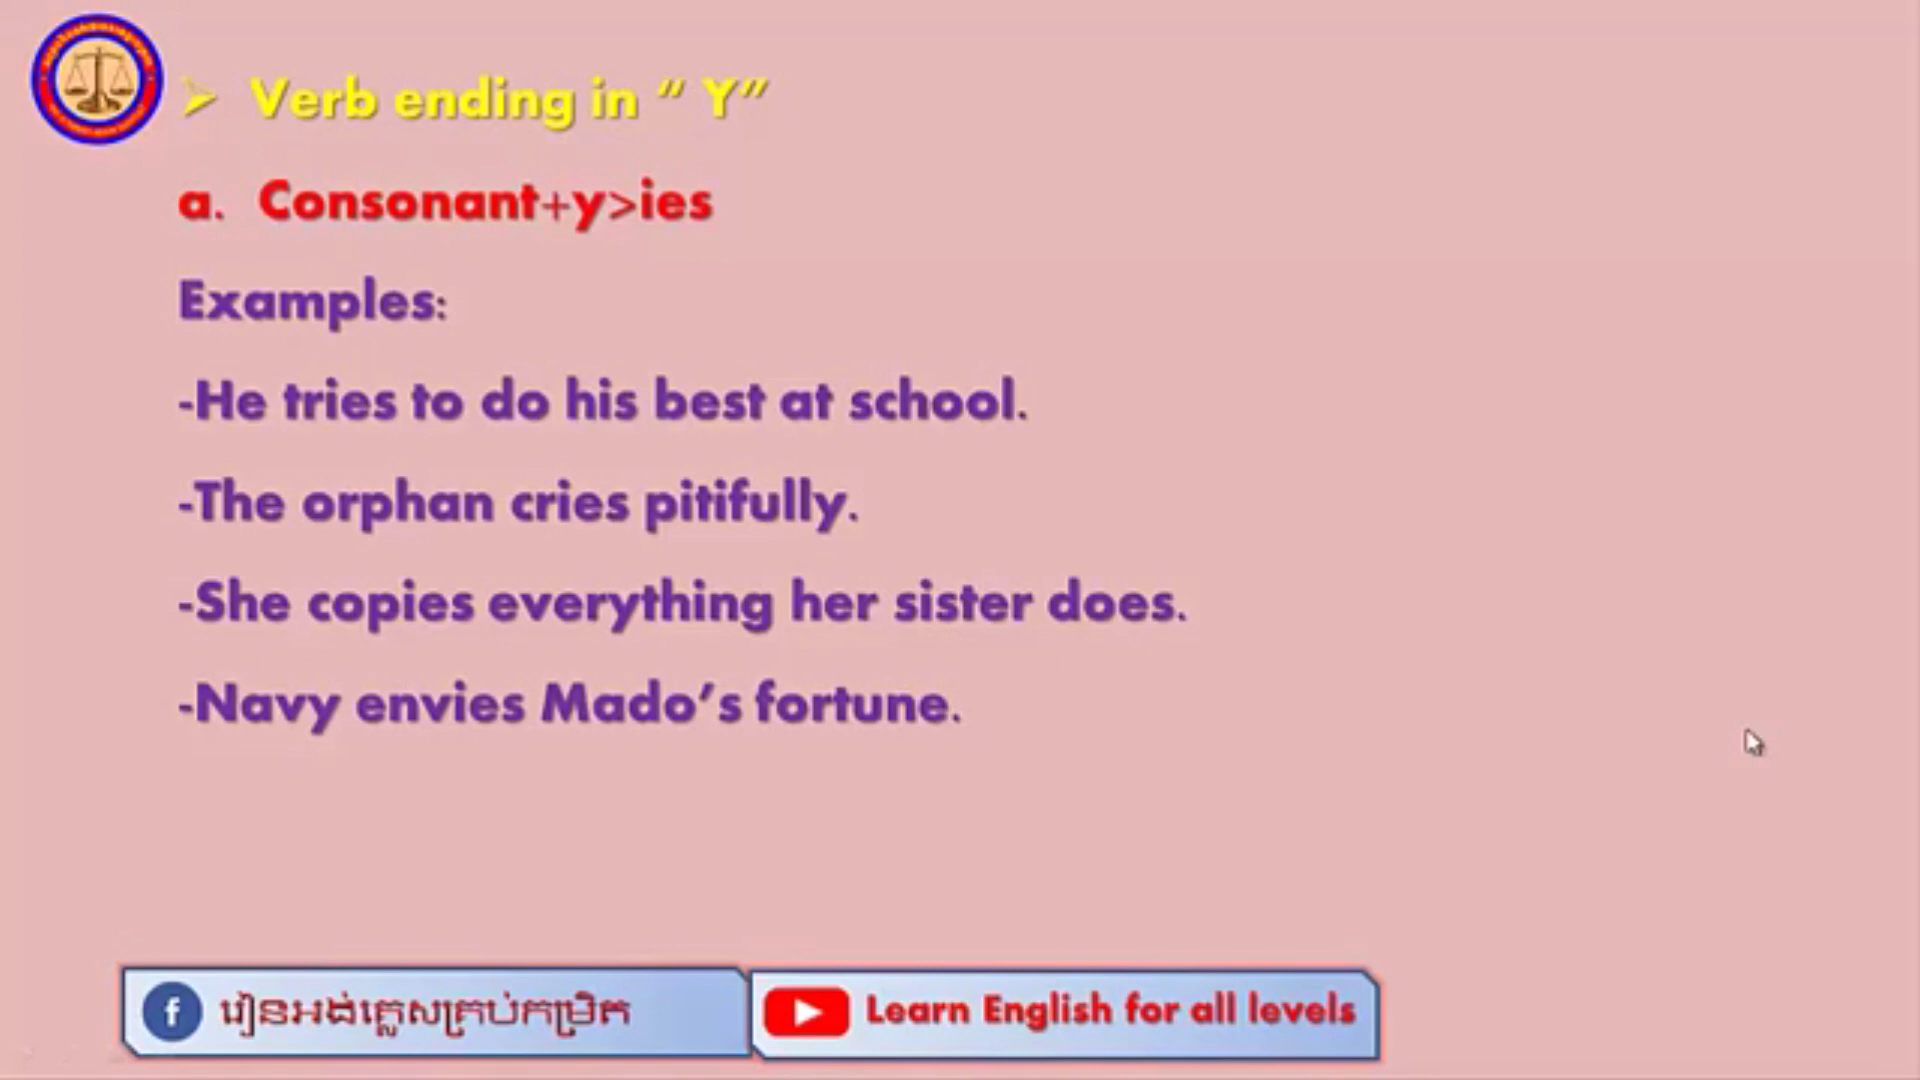 ➢ Verb ending in “ Y”
a. Consonant+y>ies
Examples:
-He tries to do his best at school.
-The orphan cries pitifully.
-She copies everything her sister does.
-Navy envies Mado’s fortune.
រៀនអង់គ្លេសគ្រប់កម្រិត
Learn English for all levels